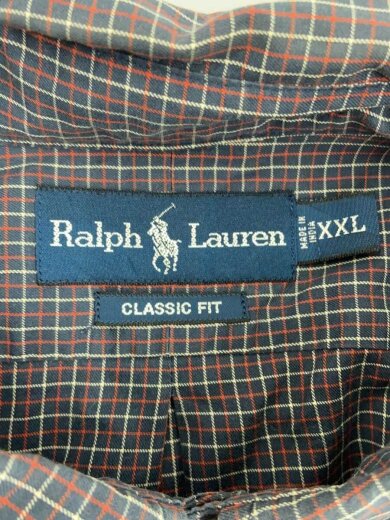 Ralph Lauren
MADE IN
INDIA
XXL
CLASSIC FIT